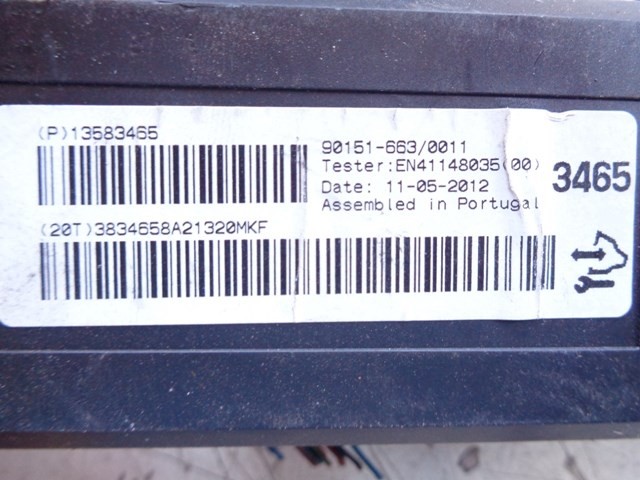 (P)13583465
90151-663/0011
Tester:EN41148035(00)
Date: 11-05-2012
Assembled in Portugal
3465
(20T)3834658A21320MKF